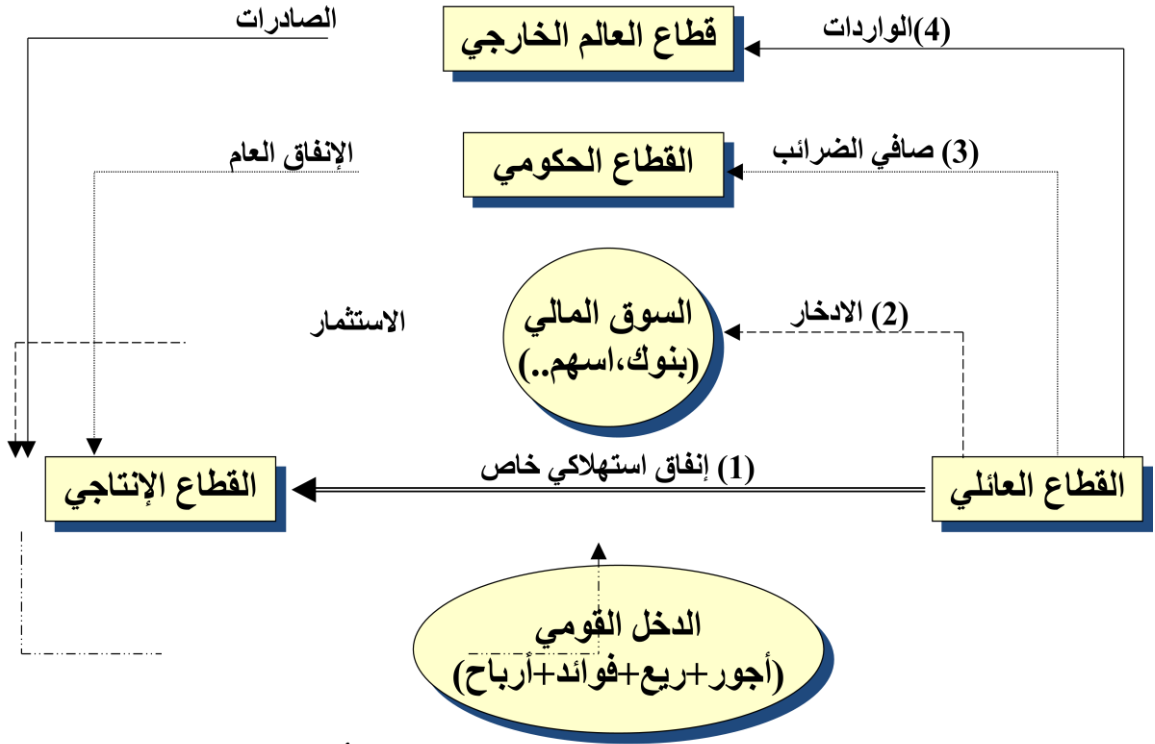 الصادرات
قطاع العالم الخارجي
(4)الواردات
الإنفاق العام
القطاع الحكومي
(3) صافي الضرائب
الاستثمار
السوق المالي
(بنوك،اسهم..)
(2) الادخار
القطاع الإنتاجي
(1) إنفاق استهلاكي خاص
القطاع العائلي
الدخل القومي
(أجور+ريع+فوائد+أرباح)